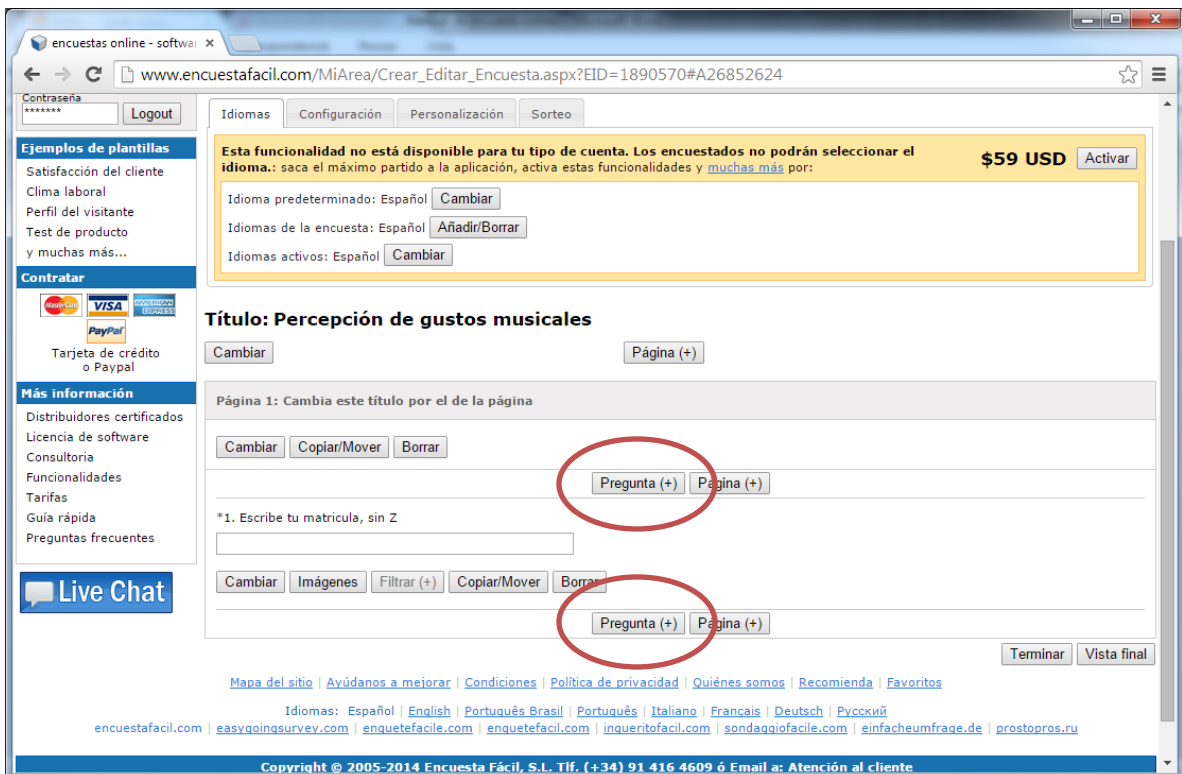 encuestas online - softwa
www.encuestafacil.com/MiArea/Crear_Editar_Encuesta.aspx?EID=1890570#A26852624
Contraseña
*******
Logout
Ejemplos de plantillas
Satisfacción del cliente
Clima laboral
Perfil del visitante
Test de producto
y muchas más...
Contratar
MasterCard VISA AMERICAN EXPRESS
PayPal
Tarjeta de crédito
o Paypal
Más información
Distribuidores certificados
Licencia de software
Consultoria
Funcionalidades
Tarifas
Guía rápida
Preguntas frecuentes
Live Chat
Idiomas Configuración Personalización Sorteo
Esta funcionalidad no está disponible para tu tipo de cuenta. Los encuestados no podrán seleccionar el
idioma.: saca el máximo partido a la aplicación, activa estas funcionalidades y muchas más por:
$59 USD Activar
Idioma predeterminado: Español Cambiar
Idiomas de la encuesta: Español Añadir/Borrar
Idiomas activos: Español Cambiar
Título: Percepción de gustos musicales
Cambiar Página (+)
Página 1: Cambia este título por el de la página
Cambiar Copiar/Mover Borrar
Pregunta (+) Página (+)
*1. Escribe tu matricula, sin Z
Cambiar Imágenes Filtrar (+) Copiar/Mover Borrar
Pregunta (+) Página (+)
Terminar Vista final
Mapa del sitio | Ayúdanos a mejorar | Condiciones | Política de privacidad | Quiénes somos | Recomienda | Favoritos
Idiomas: Español | English | Português Brasil | Português | Italiano | Français | Deutsch | Русский
encuestafacil.com | easygoingsurvey.com | enquetefacile.com | enquetefacil.com | inqueritofacil.com | sondaggiofacile.com | einfacheumfrage.de | prostopros.ru
Copyright © 2005-2014 Encuesta Fácil, S.L. Tlf. (+34) 91 416 4609 ó Email a: Atención al cliente